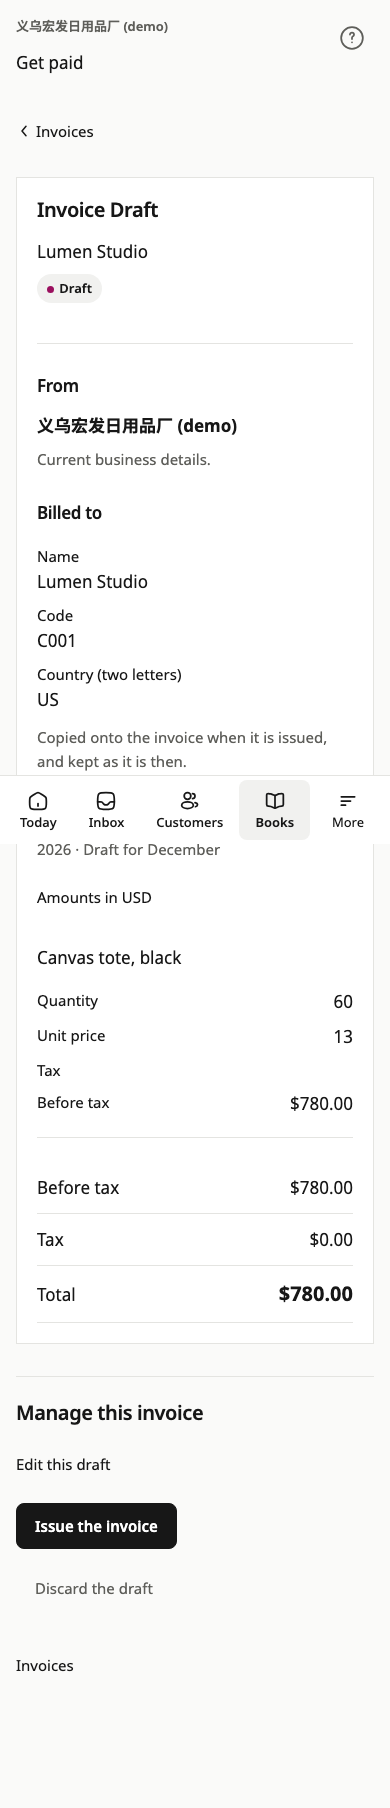 义乌宏发日用品厂 (demo)
Get paid
Invoices
Invoice Draft
Lumen Studio
Draft
From
义乌宏发日用品厂 (demo)
Current business details.
Billed to
Name
Lumen Studio
Code
C001
Country (two letters)
US
Copied onto the invoice when it is issued,
and kept as it is then.
Today Inbox Customers Books More
2026 · Draft for December
Amounts in USD
Canvas tote, black
Quantity 60
Unit price 13
Tax
Before tax $780.00
Before tax $780.00
Tax $0.00
Total $780.00
Manage this invoice
Edit this draft
Issue the invoice
Discard the draft
Invoices